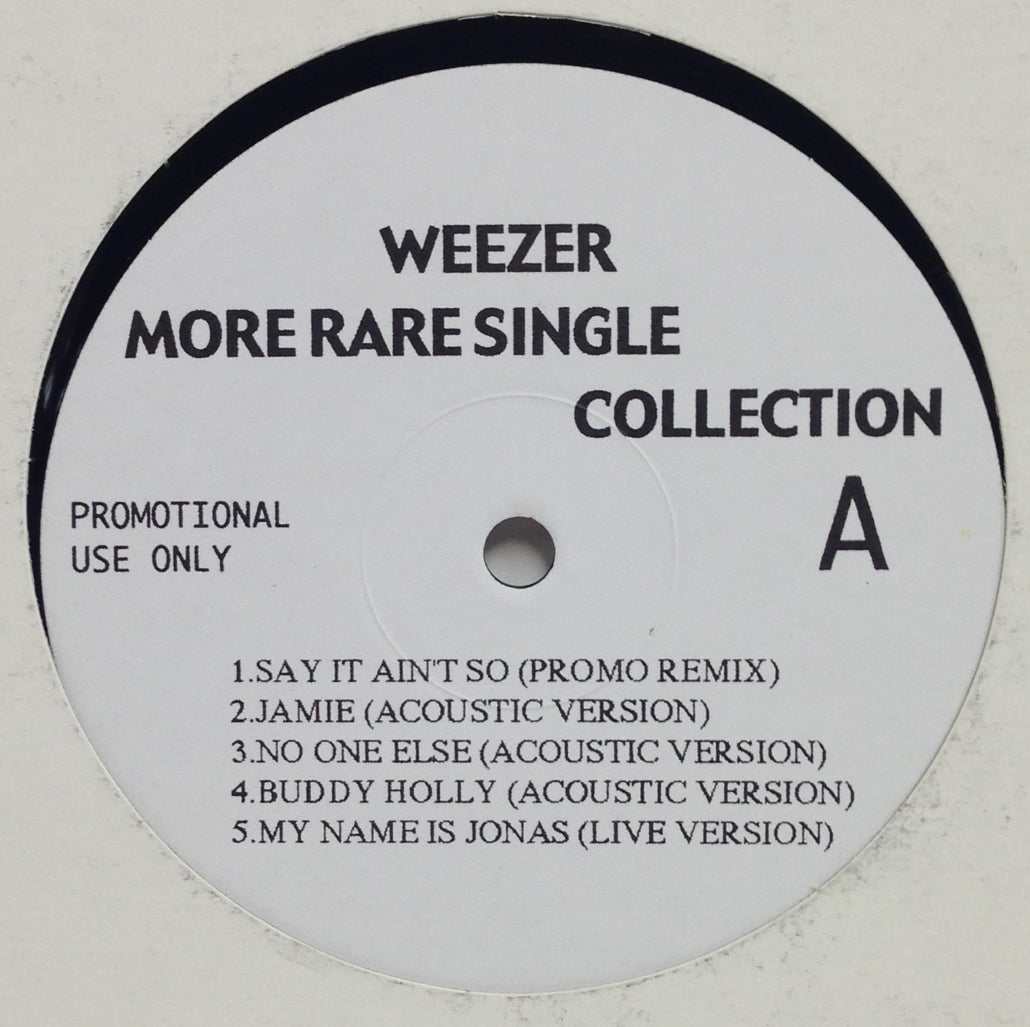 WEEZER
MORE RARE SINGLE
COLLECTION
A
PROMOTIONAL
USE ONLY
1.SAY IT AIN'T SO (PROMO REMIX)
2.JAMIE (ACOUSTIC VERSION)
3.NO ONE ELSE (ACOUSTIC VERSION)
4.BUDDY HOLLY (ACOUSTIC VERSION)
5.MY NAME IS JONAS (LIVE VERSION)